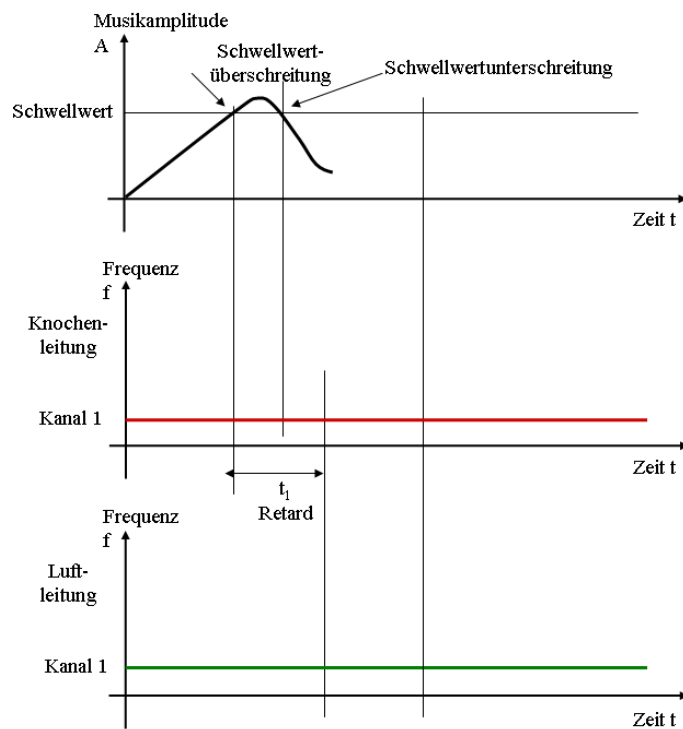 Musikamplitude
A
Schwellwert-
überschreitung
Schwellwertunterschreitung
Schwellwert
Zeit t
Frequenz
f
Knochen-
leitung
Kanal 1
Zeit t
t1
Retard
Frequenz
f
Luft-
leitung
Kanal 1
Zeit t